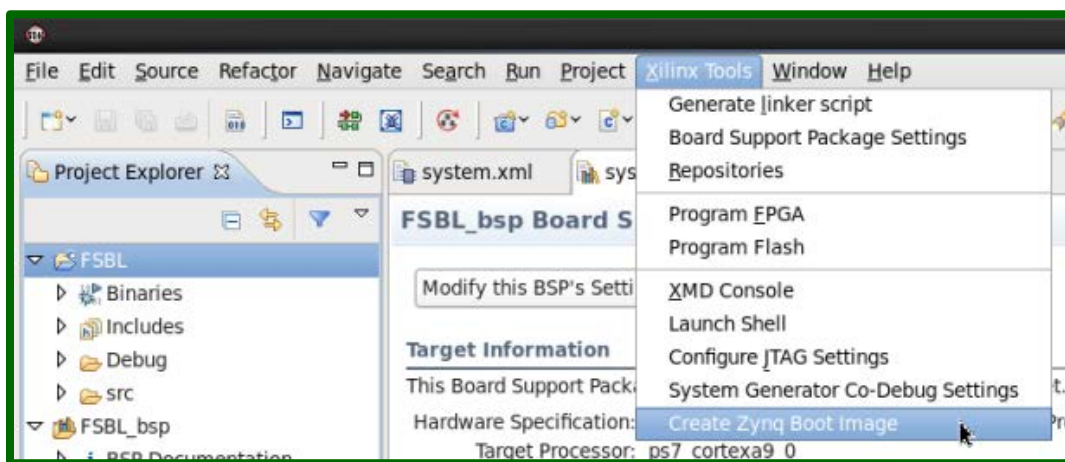 File Edit Source Refactor Navigate Search Run Project Xilinx Tools Window Help
Generate linker script
Board Support Package Settings
Repositories
Program FPGA
Program Flash
XMD Console
Launch Shell
Configure JTAG Settings
System Generator Co-Debug Settings
Create Zynq Boot Image
Project Explorer
FSBL
Binaries
Includes
Debug
src
FSBL_bsp
BSP Documentation
system.xml sys
FSBL_bsp Board S
Modify this BSP's Setti
Target Information
This Board Support Packa
Hardware Specification:
Target Processor: ps7_cortexa9_0